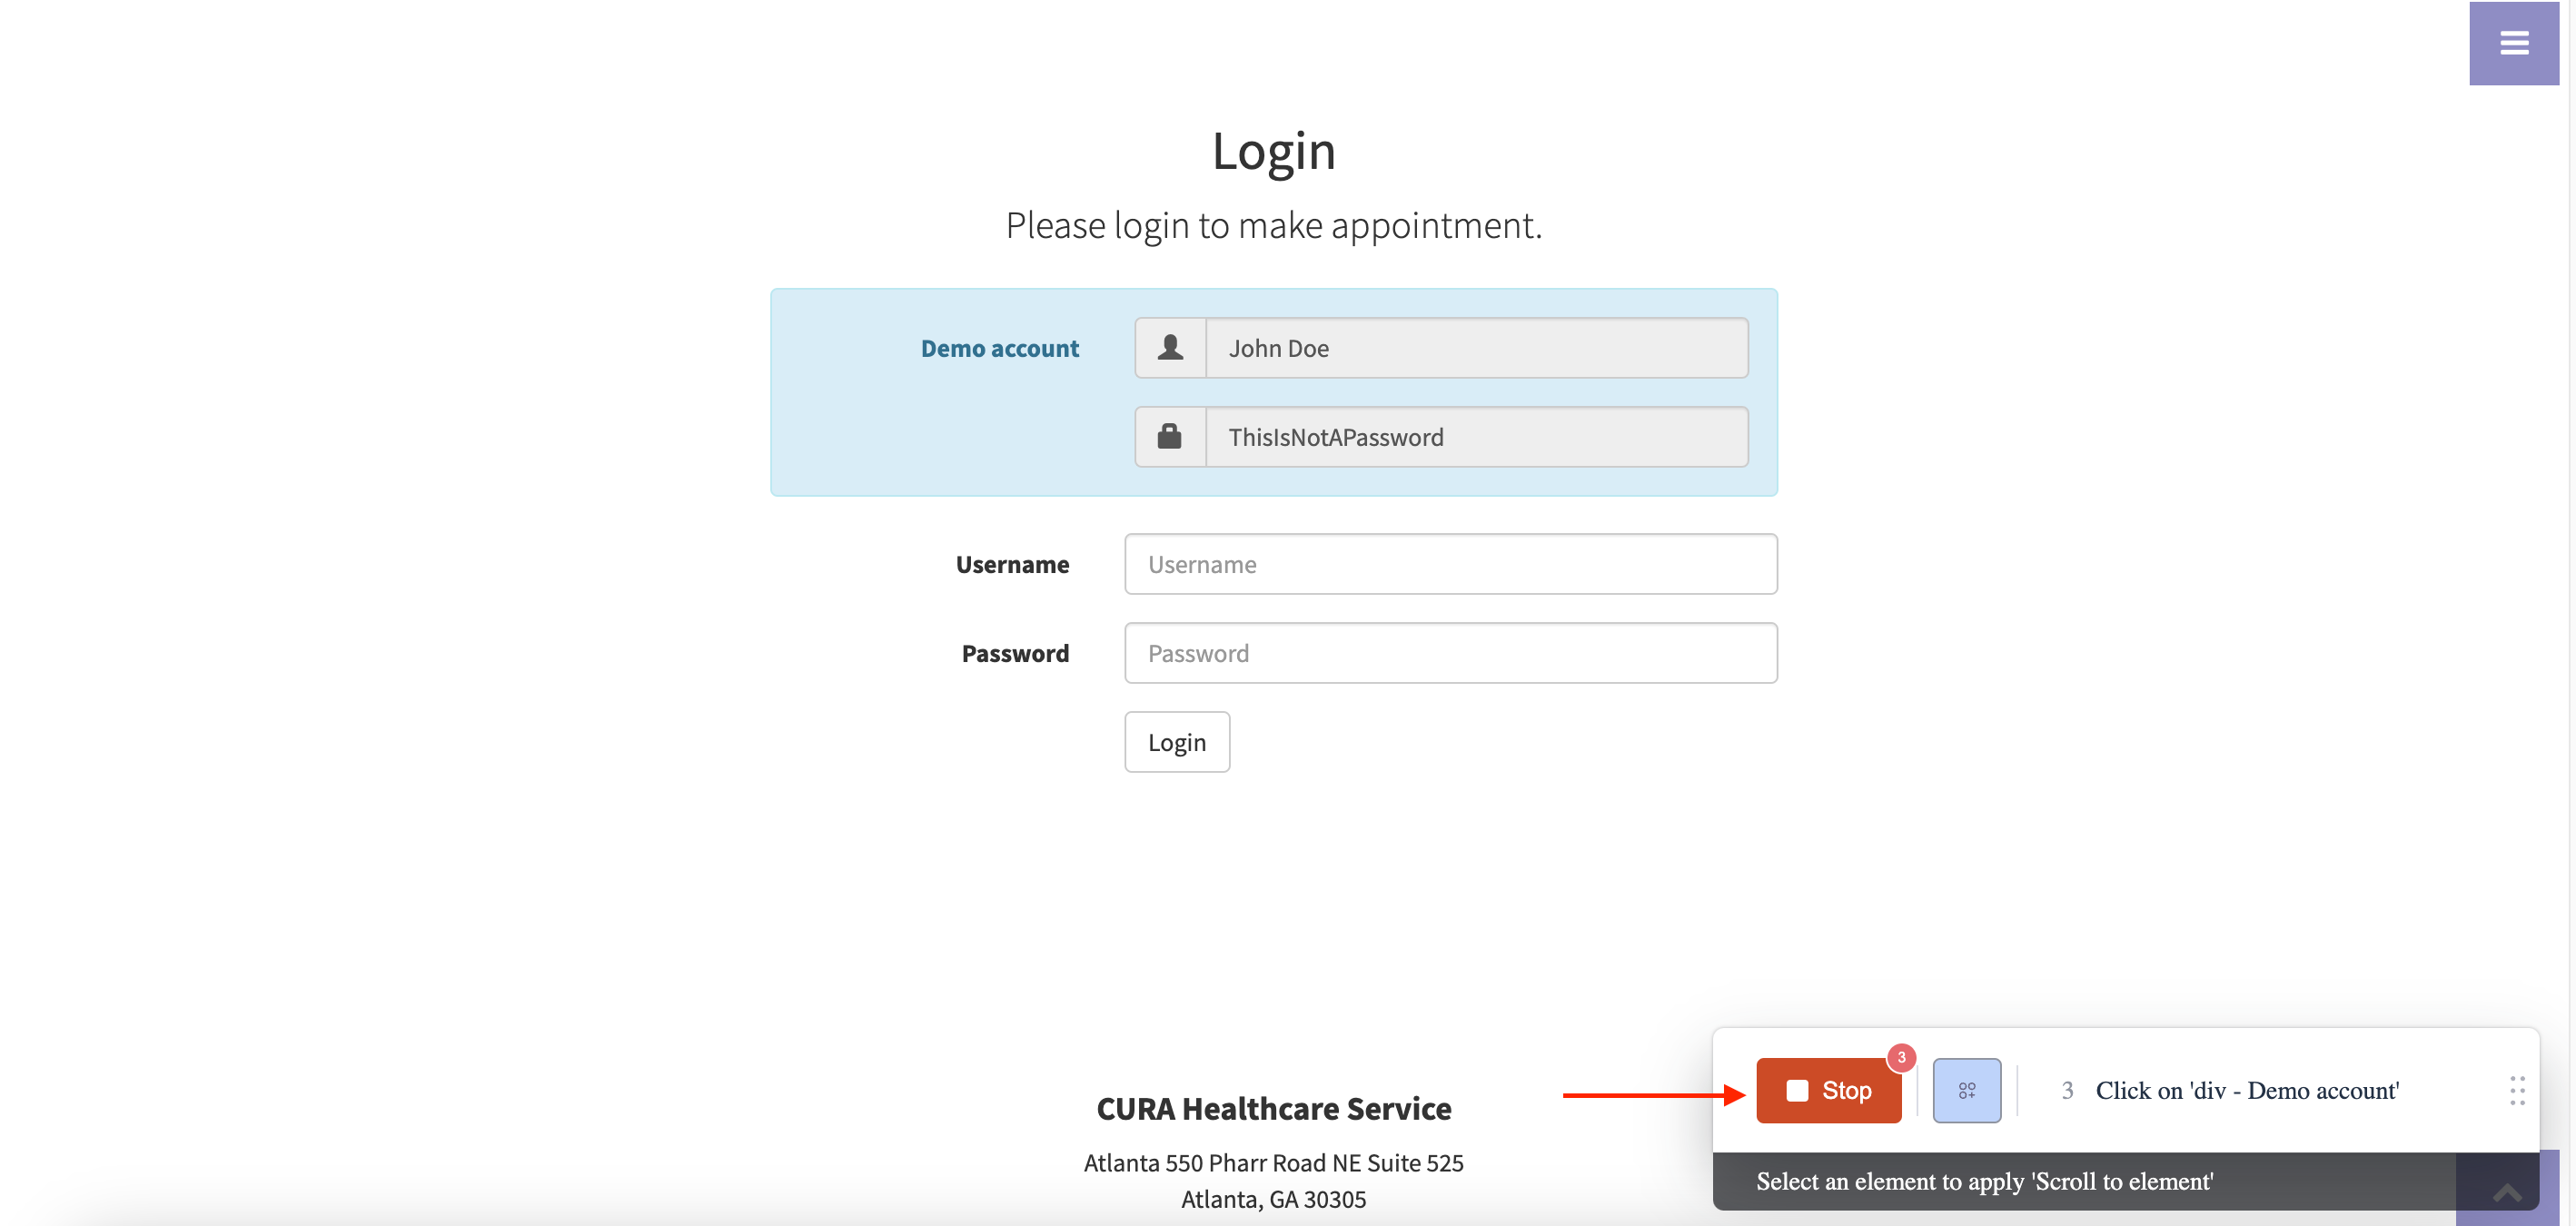 Login
Please login to make appointment.
Demo account
John Doe
ThisIsNotAPassword
Username
Username
Password
Password
Login
CURA Healthcare Service
Atlanta 550 Pharr Road NE Suite 525
Atlanta, GA 30305
Stop
3
3 Click on 'div - Demo account'
Select an element to apply 'Scroll to element'